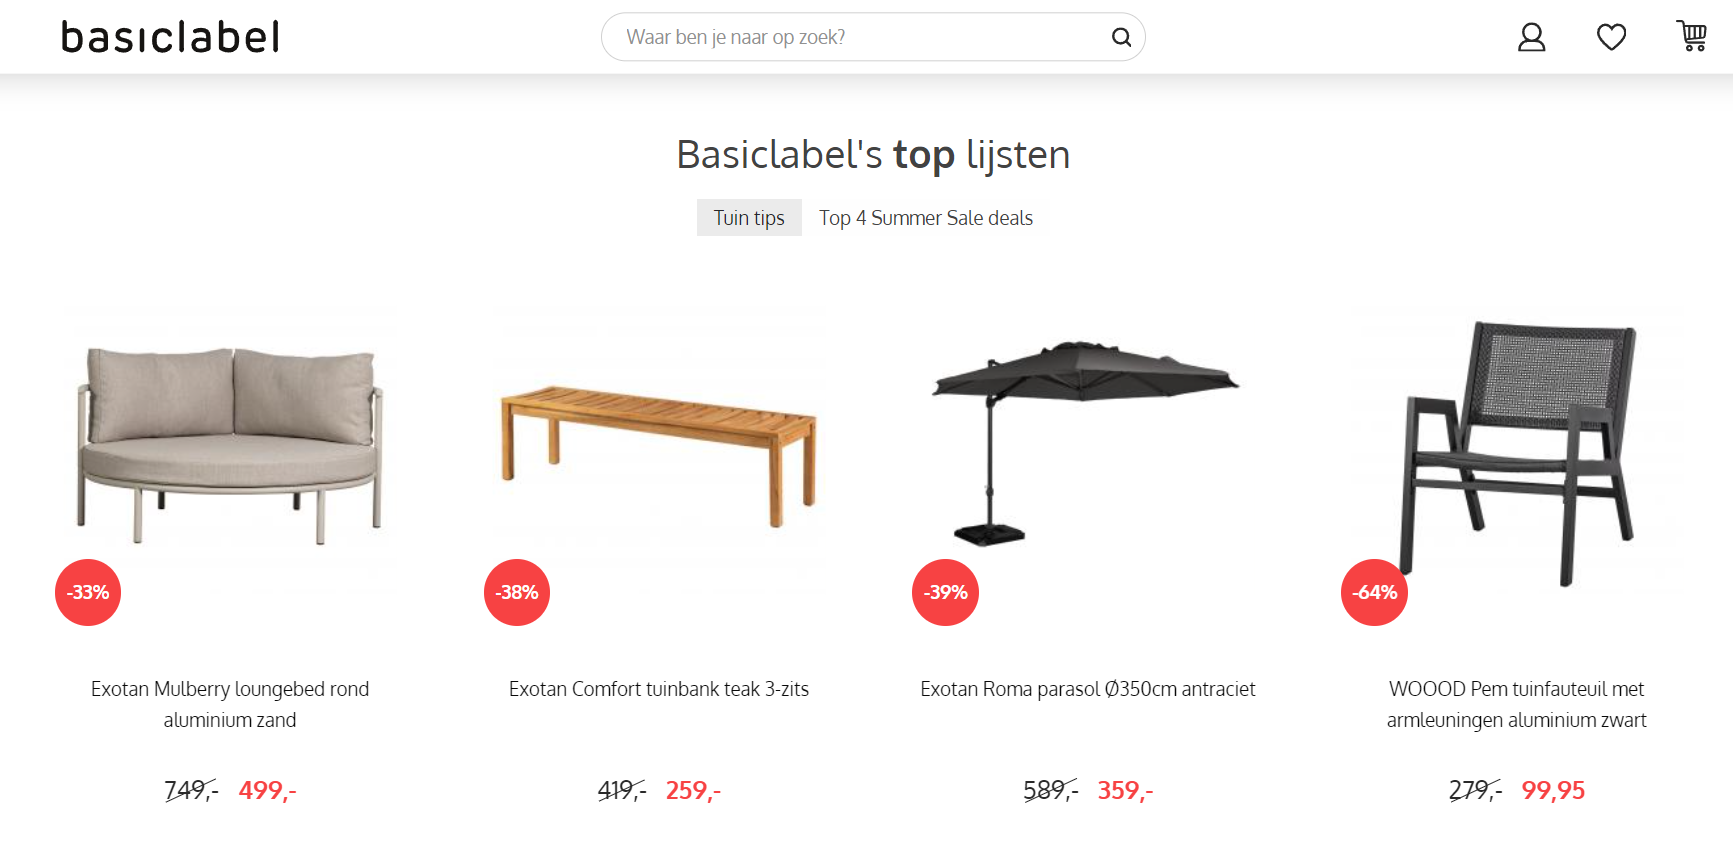 basıclabel
Waar ben je naar op zoek?
Basiclabel's top lijsten
Tuin tips Top 4 Summer Sale deals
-33% -38% -39% -64%
Exotan Mulberry loungebed rond
aluminium zand
Exotan Comfort tuinbank teak 3-zits
Exotan Roma parasol Ø350cm antraciet
WOOOD Pem tuinfauteuil met
armleuningen aluminium zwart
749,- 499,-
419,- 259,-
589,- 359,-
279,- 99,95